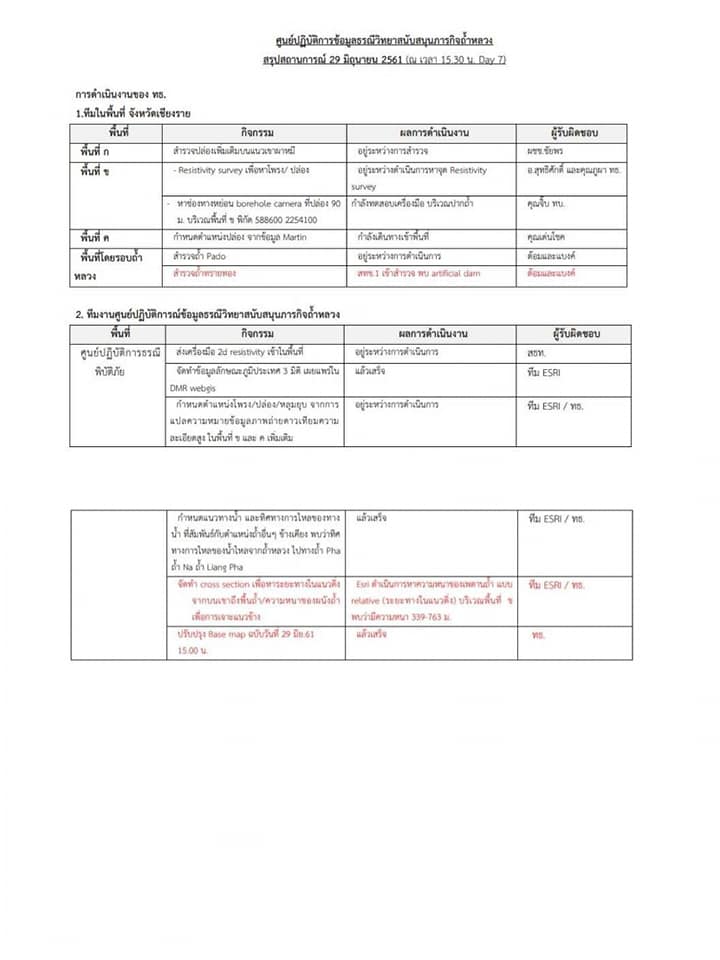 ศูนย์ปฏิบัติการข้อมูลธรณีวิทยาสนับสนุนภารกิจถ้ำหลวง
สรุปสถานการณ์ 29 มิถุนายน 2561 (ณ เวลา 15.30 น. Day 7)
การดำเนินงานของ ทธ.
1.ทีมในพื้นที่ จังหวัดเชียงราย
พื้นที่ กิจกรรม ผลการดำเนินงาน ผู้รับผิดชอบ
พื้นที่ ก สำรวจปล่องเพิ่มเติมบนแนวเขาผาหมี อยู่ระหว่างการสำรวจ ผชช.ชัยพร
พื้นที่ ข - Resistivity survey เพื่อหาโพรง/ ปล่อง อยู่ระหว่างดำเนินการหาจุด Resistivity อ.สุทธิศักดิ์ และคุณภูผา ทธ.
survey
- หาช่องทางหย่อน borehole camera ที่ปล่อง 90 กำลังทดสอบเครื่องมือ บริเวณปากถ้ำ คุณจิ๊บ ทบ.
ม. บริเวณพื้นที่ ข พิกัด 588600 2254100
พื้นที่ ค กำหนดตำแหน่งปล่อง จากข้อมูล Martin กำลังเดินทางเข้าพื้นที่ คุณเด่นโชค
พื้นที่โดยรอบถ้ำ สำรวจถ้ำ Pado อยู่ระหว่างการดำเนินการ ต้อมและแบงค์
หลวง สำรวจถ้ำทรายทอง สทข.1 เข้าสำรวจ พบ artificial dam ต้อมและแบงค์
2. ทีมงานศูนย์ปฏิบัติการณ์ข้อมูลธรณีวิทยาสนับสนุนภารกิจถ้ำหลวง
พื้นที่ กิจกรรม ผลการดำเนินงาน ผู้รับผิดชอบ
ศูนย์ปฏิบัติการธรณี ส่งเครื่องมือ 2d resistivity เข้าในพื้นที่ อยู่ระหว่างการดำเนินการ สธท.
พิบัติภัย จัดทำข้อมูลลักษณะภูมิประเทศ 3 มิติ เผยแพร่ใน แล้วเสร็จ ทีม ESRI
DMR webgis
กำหนดตำแหน่งโพรง/ปล่อง/หลุมยุบ จากการ อยู่ระหว่างการดำเนินการ ทีม ESRI / ทธ.
แปลความหมายข้อมูลภาพถ่ายดาวเทียมความ
ละเอียดสูง ในพื้นที่ ข และ ค เพิ่มเติม
กำหนดแนวทางน้ำ และทิศทางการไหลของทาง แล้วเสร็จ ทีม ESRI / ทธ.
น้ำ ที่สัมพันธ์กับตำแหน่งถ้ำอื่นๆ ข้างเคียง พบว่าทิศ
ทางการไหลของน้ำไหลจากถ้ำหลวง ไปทางถ้ำ Pha
ถ้ำ Na ถ้ำ Liang Pha
จัดทำ cross section เพื่อหาระยะทางในแนวดิ่ง Esri ดำเนินการหาความหนาของเพดานถ้ำ แบบ ทีม ESRI / ทธ.
จากบนเขาถึงพื้นถ้ำ/ความหนาของผนังถ้ำ relative (ระยะทางในแนวดิ่ง) บริเวณพื้นที่ ข
เพื่อการเจาะแนวข้าง พบว่ามีความหนา 339-763 ม.
ปรับปรุง Base map ฉบับวันที่ 29 มิย.61 แล้วเสร็จ ทธ.
15.00 น.